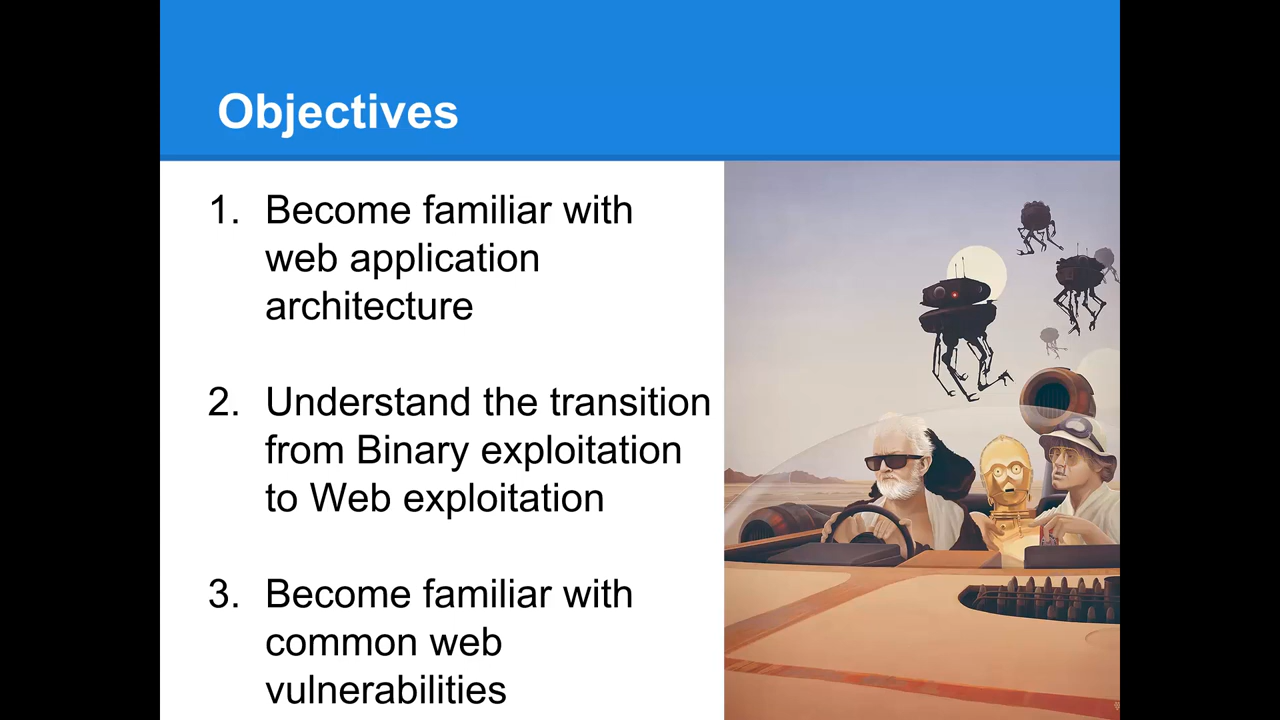 Objectives
1. Become familiar with
web application
architecture
2. Understand the transition
from Binary exploitation
to Web exploitation
3. Become familiar with
common web
vulnerabilities